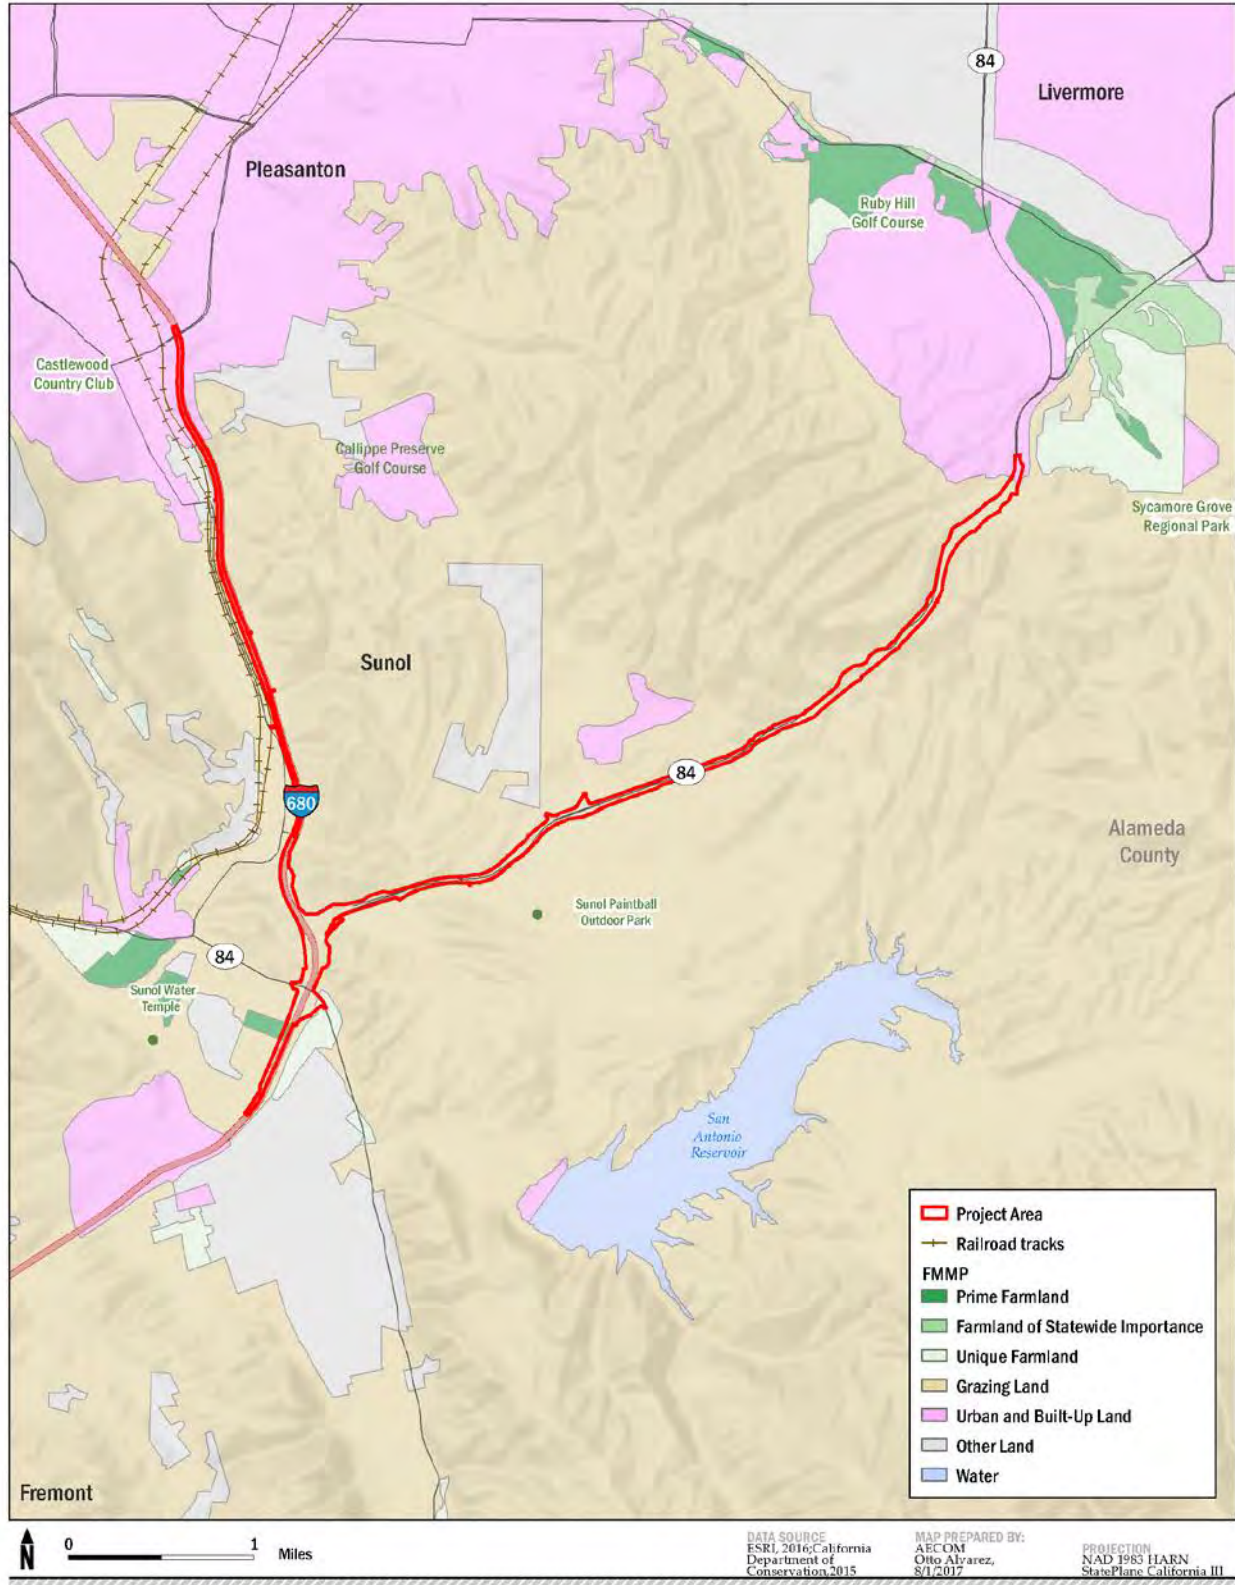 84
Livermore
Pleasanton
Ruby Hill
Golf Course
Castlewood
Country Club
Callippe Preserve
Golf Course
Sycamore Grove
Regional Park
Sunol
84
680
Alameda
County
Sunol Paintball
Outdoor Park
84
Sunol Water
Temple
San
Antonio
Reservoir
Project Area
Railroad tracks
FMMP
Prime Farmland
Farmland of Statewide Importance
Unique Farmland
Grazing Land
Urban and Built-Up Land
Other Land
Water
Fremont
N
0 1
Miles
DATA SOURCE
ESRI, 2016;California
Department of
Conservation,2015
MAP PREPARED BY:
AECOM
Otto Alvarez,
8/1/2017
PROJECTION
NAD 1983 HARN
StatePlane California III